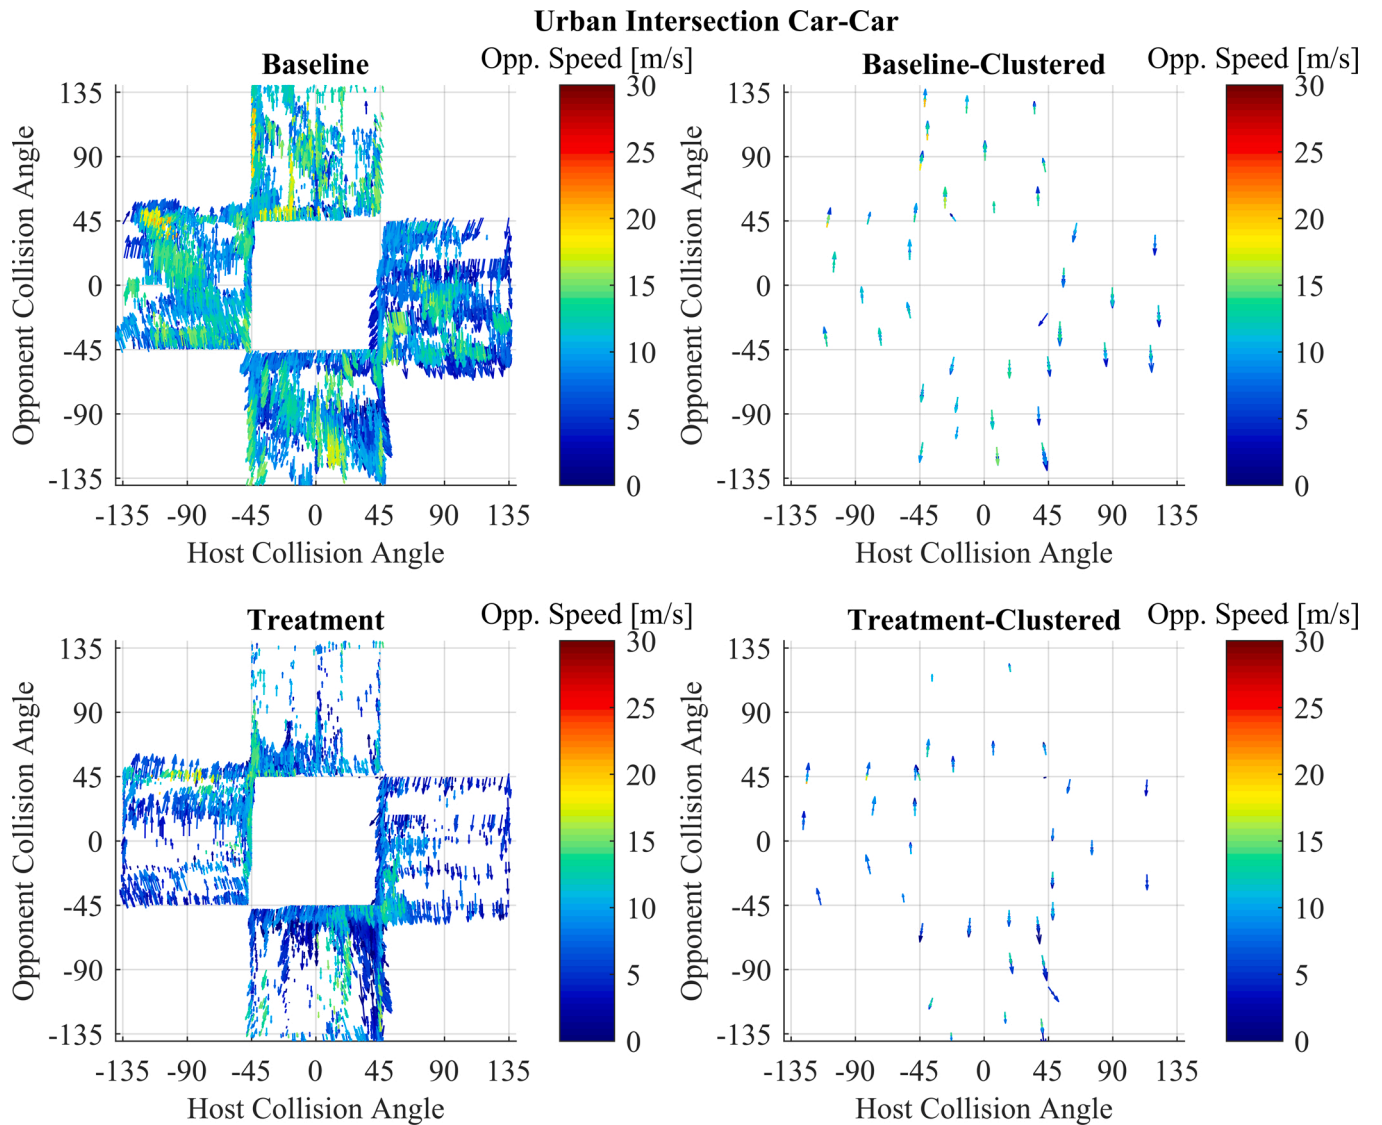 Urban Intersection Car-Car
Baseline
Opp. Speed [m/s]
Opponent Collision Angle
135
90
45
0
-45
-90
-135
-135 -90 -45 0 45 90 135
Host Collision Angle
30
25
20
15
10
5
0
Baseline-Clustered
Opp. Speed [m/s]
Opponent Collision Angle
135
90
45
0
-45
-90
-135
-135 -90 -45 0 45 90 135
Host Collision Angle
30
25
20
15
10
5
0
Treatment
Opp. Speed [m/s]
Opponent Collision Angle
135
90
45
0
-45
-90
-135
-135 -90 -45 0 45 90 135
Host Collision Angle
30
25
20
15
10
5
0
Treatment-Clustered
Opp. Speed [m/s]
Opponent Collision Angle
135
90
45
0
-45
-90
-135
-135 -90 -45 0 45 90 135
Host Collision Angle
30
25
20
15
10
5
0